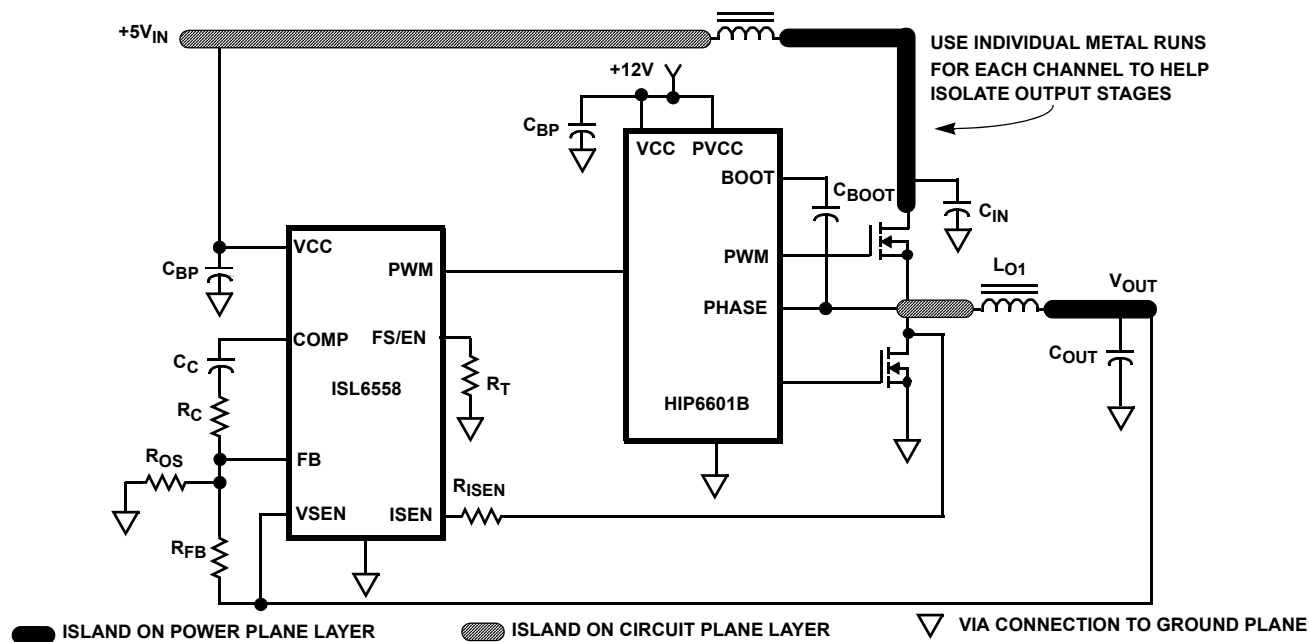 +5VIN
USE INDIVIDUAL METAL RUNS
FOR EACH CHANNEL TO HELP
ISOLATE OUTPUT STAGES
+12V
CBP
VCC PVCC
BOOT
CBOOT
CIN
VCC
PWM
CBP
PWM
LO1
VOUT
PHASE
COMP
FS/EN
CC
RT
COUT
ISL6558
HIP6601B
RC
ROS
FB
RISEN
VSEN
ISEN
RFB
ISLAND ON POWER PLANE LAYER
ISLAND ON CIRCUIT PLANE LAYER
VIA CONNECTION TO GROUND PLANE